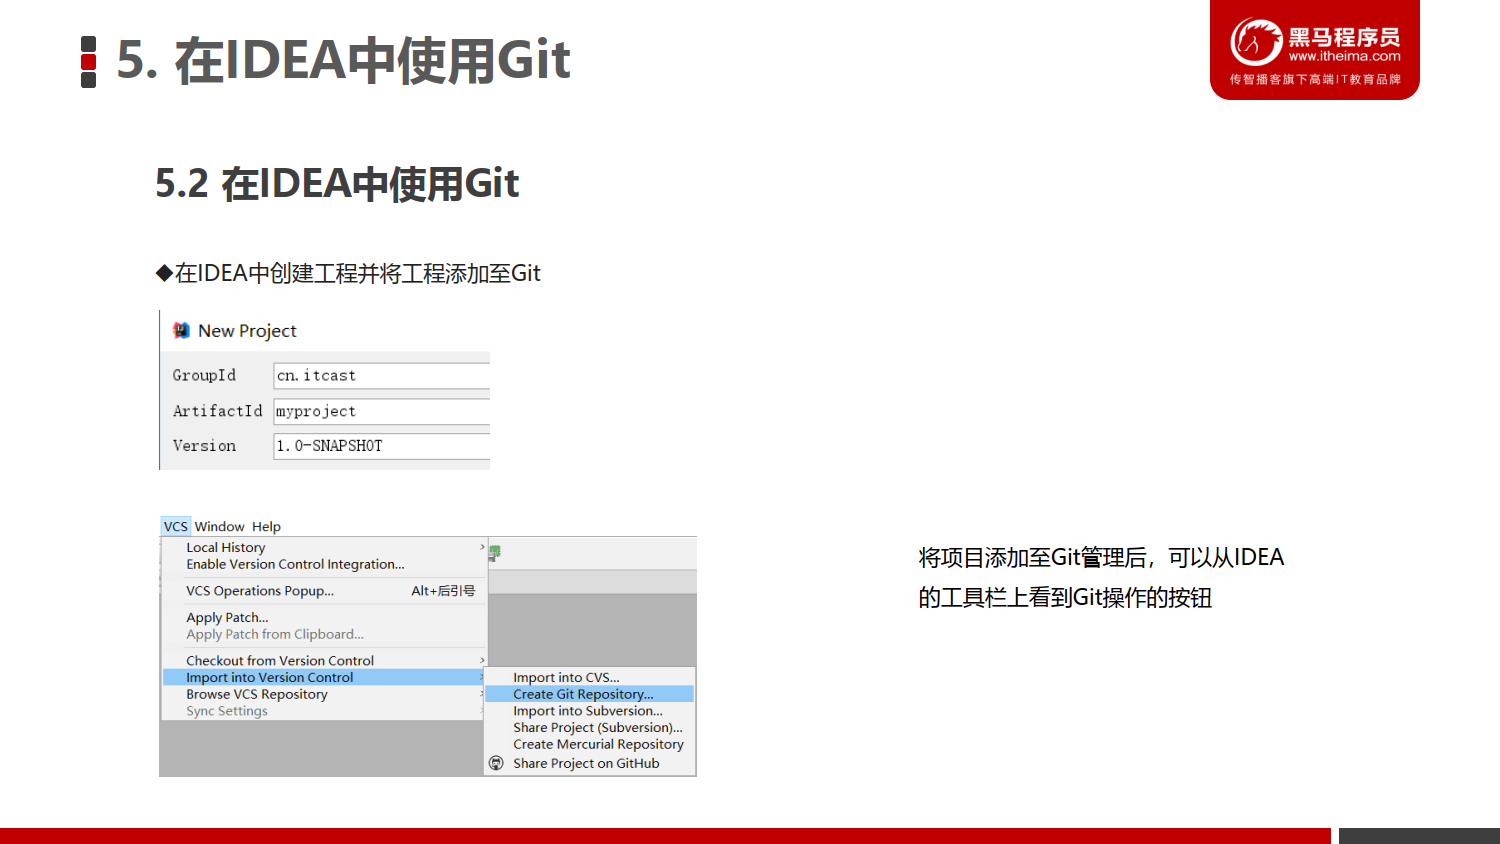 5. 在IDEA中使用Git
黑马程序员
www.itheima.com
传智播客旗下高端IT教育品牌
5.2 在IDEA中使用Git
◆在IDEA中创建工程并将工程添加至Git
New Project
GroupId cn.itcast
ArtifactId myproject
Version 1.0-SNAPSHOT
VCS Window Help
Local History
Enable Version Control Integration...
VCS Operations Popup... Alt+后引号
Apply Patch...
Apply Patch from Clipboard...
Checkout from Version Control
Import into Version Control
Browse VCS Repository
Sync Settings
Import into CVS...
Create Git Repository...
Import into Subversion...
Share Project (Subversion)...
Create Mercurial Repository
Share Project on GitHub
将项目添加至Git管理后，可以从IDEA
的工具栏上看到Git操作的按钮